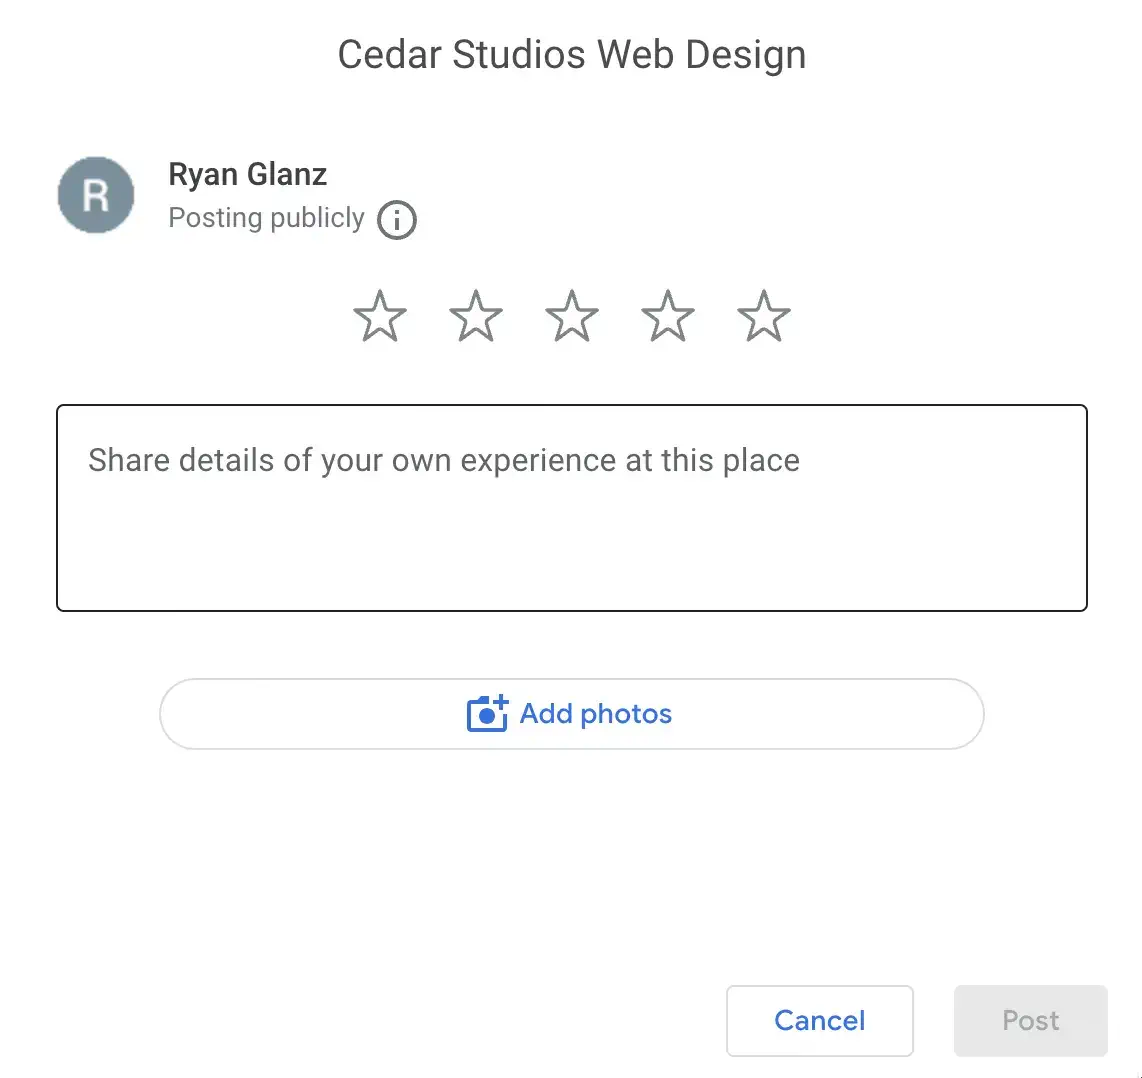 Cedar Studios Web Design
R
Ryan Glanz
Posting publicly
Share details of your own experience at this place
Add photos
Cancel
Post